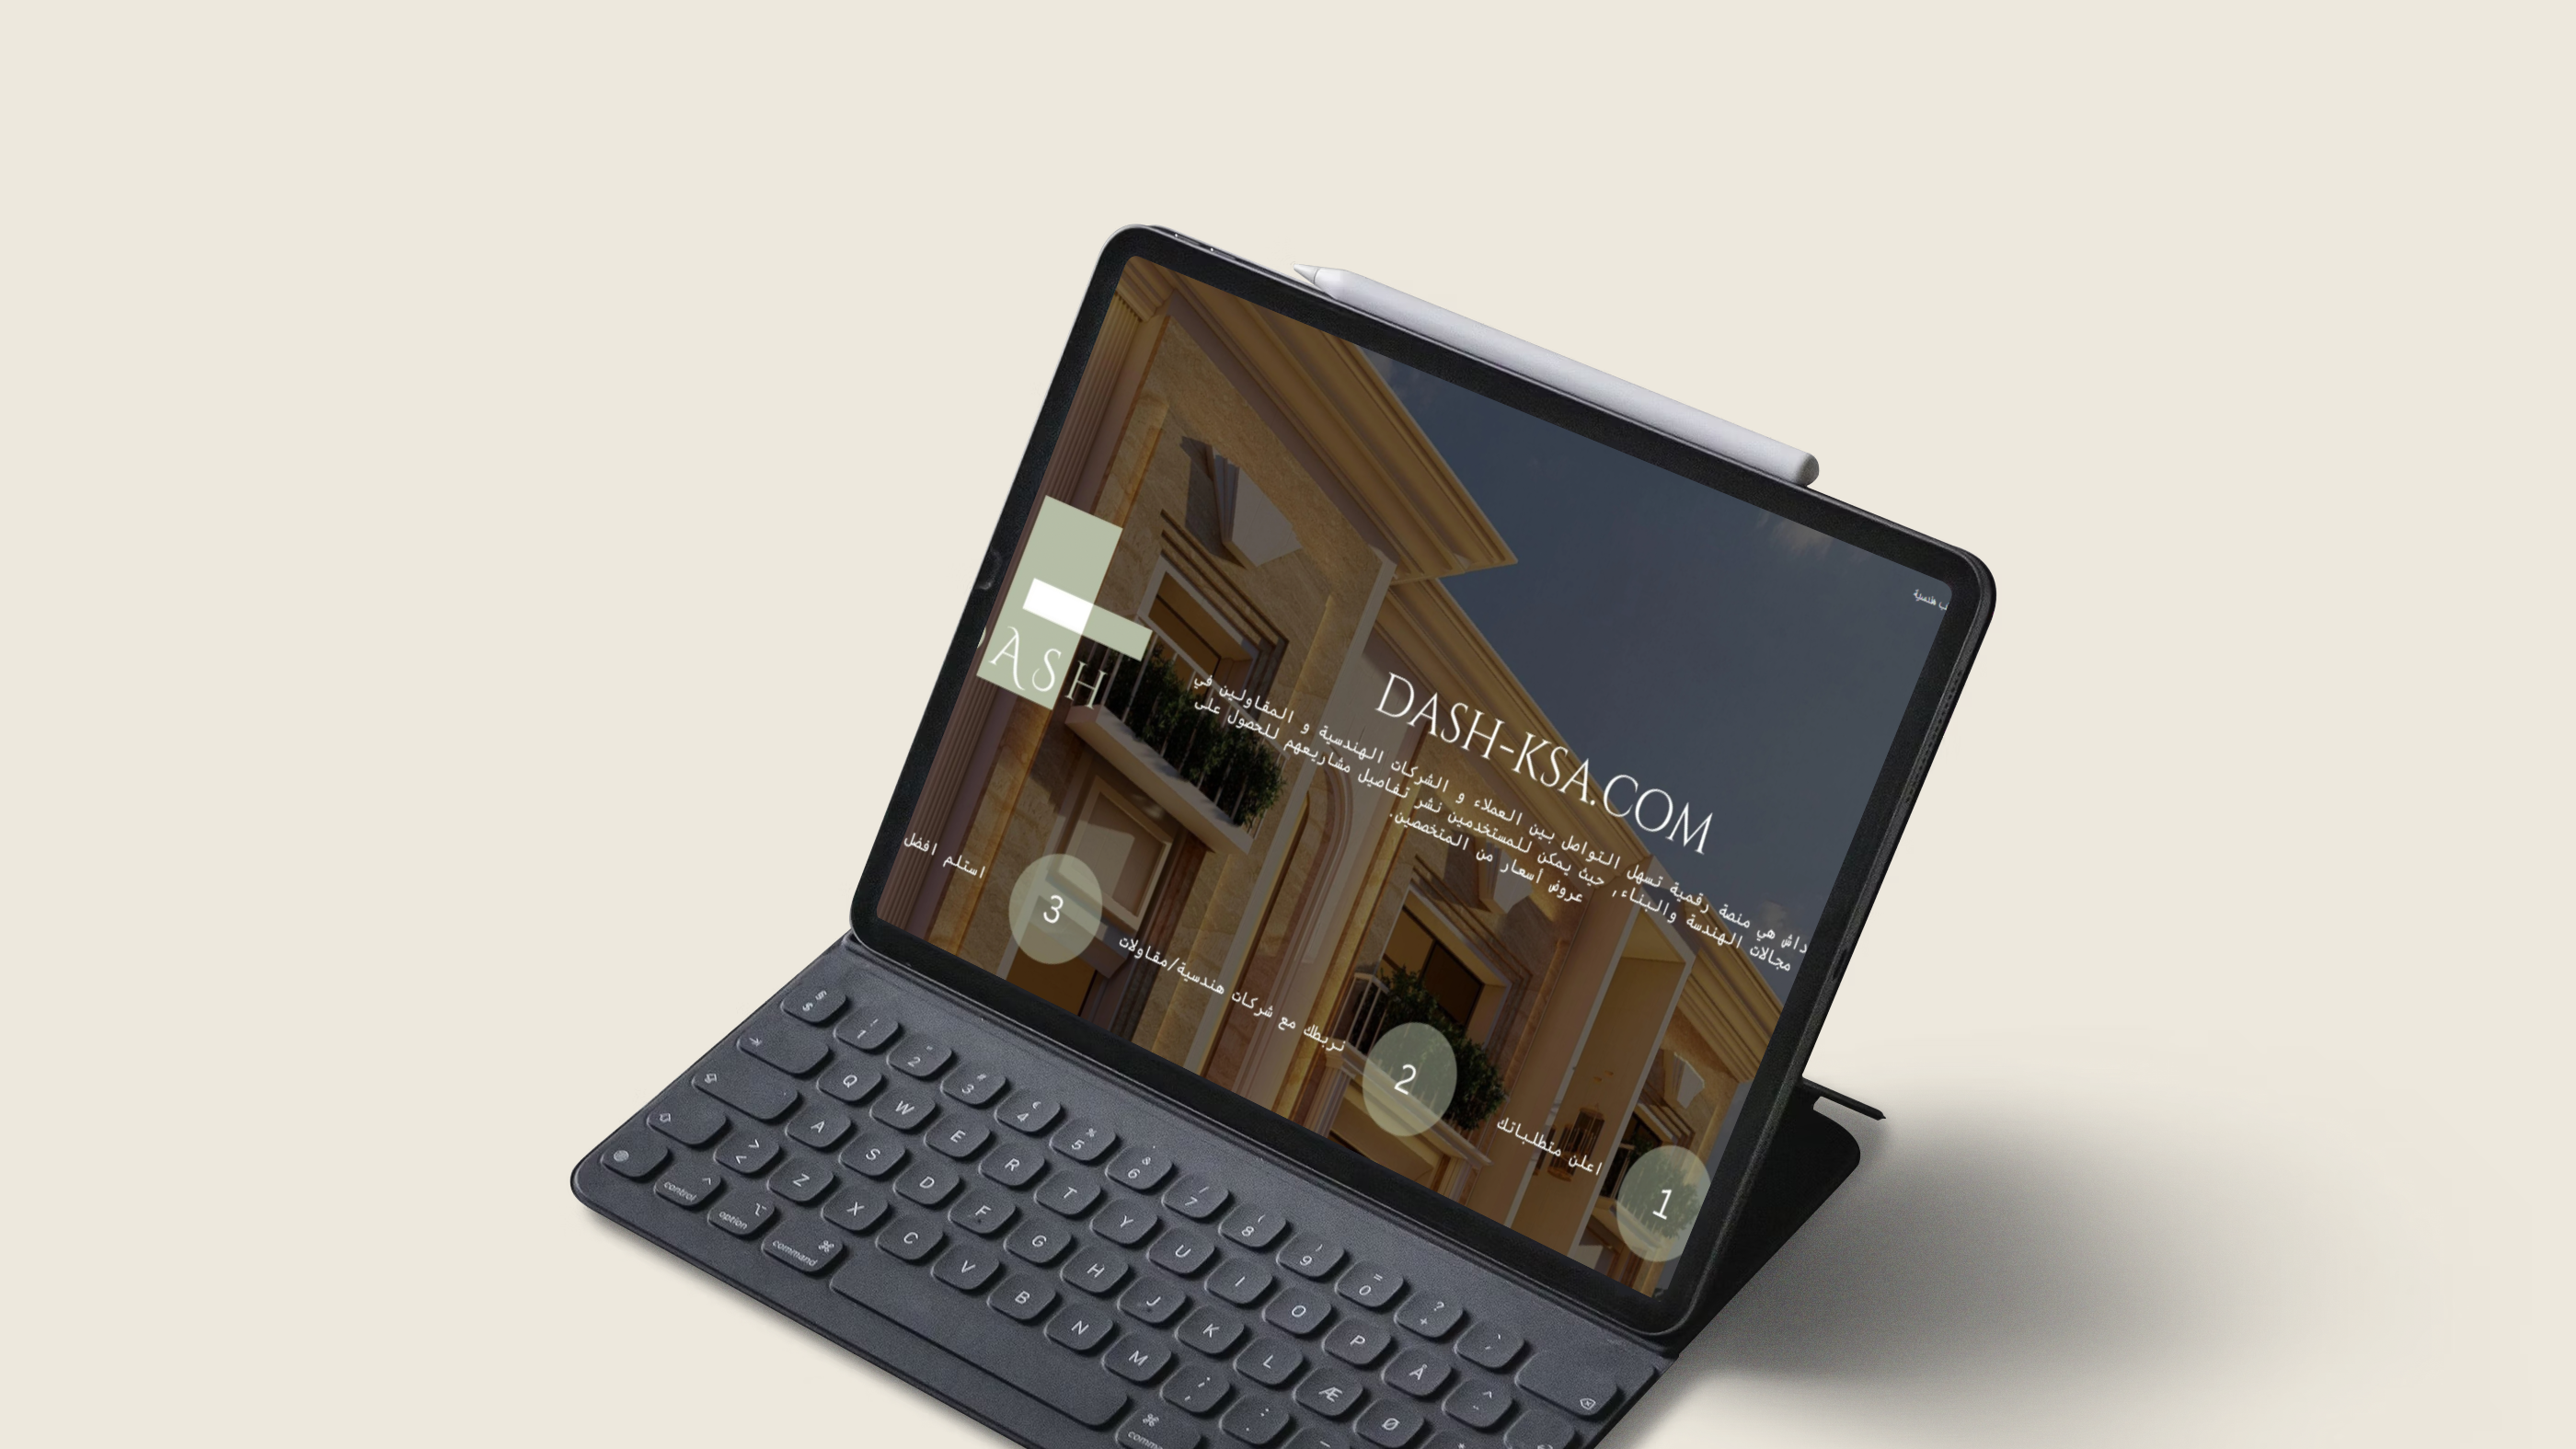 هندسية
DASH
DASH-KSA.COM
داش هي منصة رقمية تسهل التواصل بين العملاء و الشركات الهندسية و المقاولين في
مجالات الهندسة والبناء, حيث يمكن للمستخدمين نشر تفاصيل مشاريعهم للحصول على
عروض أسعار من المتخصصين.
1 اعلن متطلباتك 2 نربطك مع شركات هندسية/مقاولات 3 استلم افضل
§ $ ! 1 " 2 # 3 € 4 % 5 & 6 / 7 ( 8 ) 9 = 0 ? +
Q W E R T Y U I O P Å ^
A S D F G H J K L Æ Ø
> < Z X C V B N M ; :
control ^ option command ⌘ ⌘